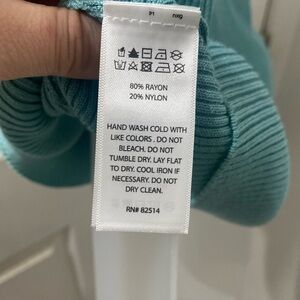 80% RAYON
20% NYLON
HAND WASH COLD WITH
LIKE COLORS . DO NOT
BLEACH. DO NOT
TUMBLE DRY. LAY FLAT
TO DRY. COOL IRON IF
NECESSARY. DO NOT
DRY CLEAN.
RN# 82514